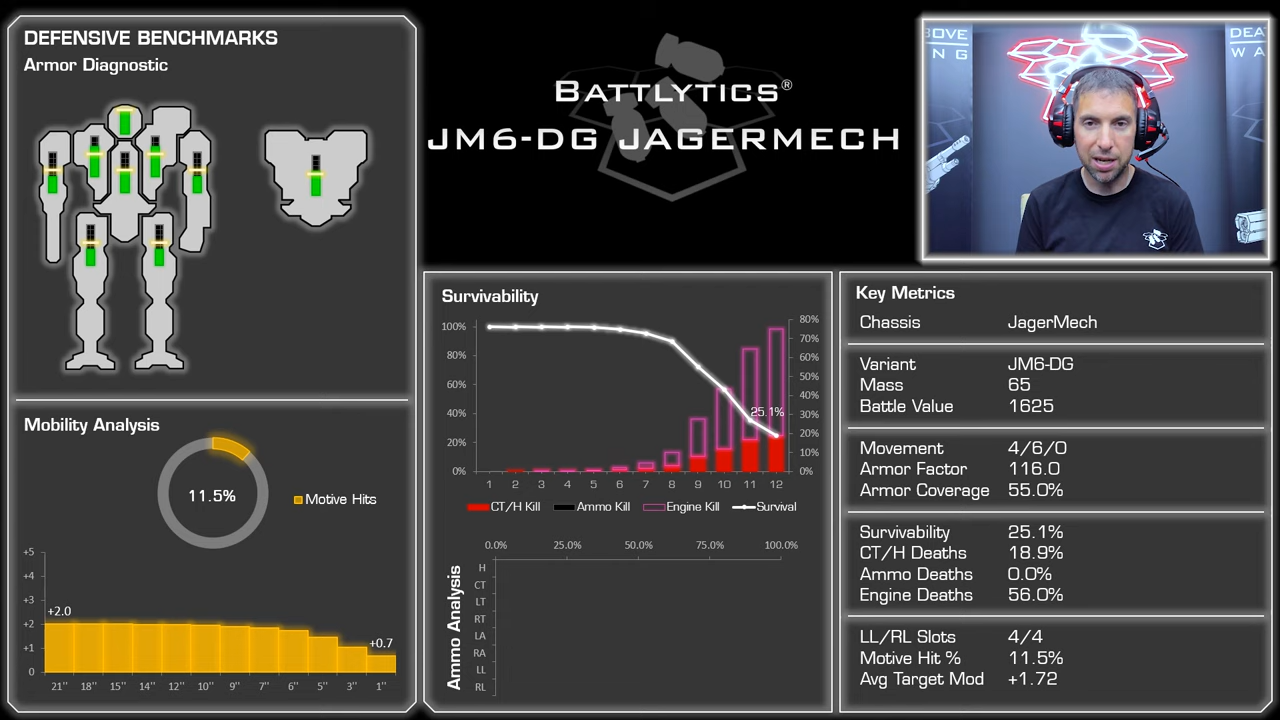 DEFENSIVE BENCHMARKS
Armor Diagnostic
BATTLYTICS®
JM6-DG JAGERMECH
Mobility Analysis
11.5%
Motive Hits
+5
+4
+3
+2
+1
0
+2.0
+0.7
21" 18" 15" 14" 12" 10" 9" 7" 6" 5" 3" 1"
Survivability
100%
80%
60%
40%
20%
0%
80%
70%
60%
50%
40%
30%
20%
10%
0%
25.1%
1 2 3 4 5 6 7 8 9 10 11 12
CT/H Kill Ammo Kill Engine Kill Survival
Ammo Analysis
0.0% 25.0% 50.0% 75.0% 100.0%
H
CT
LT
RT
LA
RA
LL
RL
Key Metrics
Chassis JagerMech
Variant JM6-DG
Mass 65
Battle Value 1625
Movement 4/6/0
Armor Factor 116.0
Armor Coverage 55.0%
Survivability 25.1%
CT/H Deaths 18.9%
Ammo Deaths 0.0%
Engine Deaths 56.0%
LL/RL Slots 4/4
Motive Hit % 11.5%
Avg Target Mod +1.72